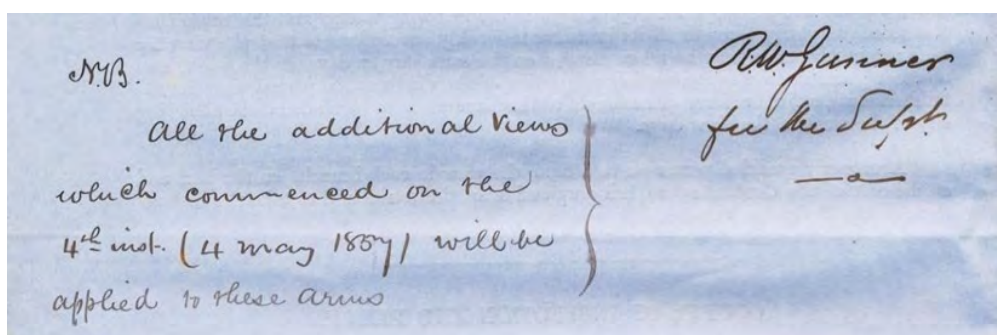 N.B.
All the additional Views
which commenced on the
4th inst. (4 may 1857) will be
applied to these arms
R.W. Gunner
for the Supt.